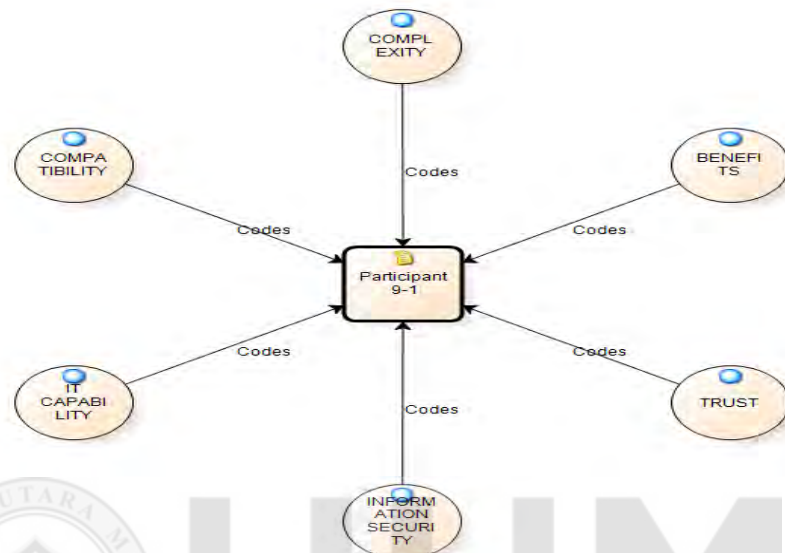 COMPL
EXITY
COMPA
TIBILITY
BENEFI
TS
Codes
Codes
Codes
Participant
9-1
Codes
Codes
Codes
IT
CAPABI
LITY
TRUST
INFORM
ATION
SECURI
TY
UTARA